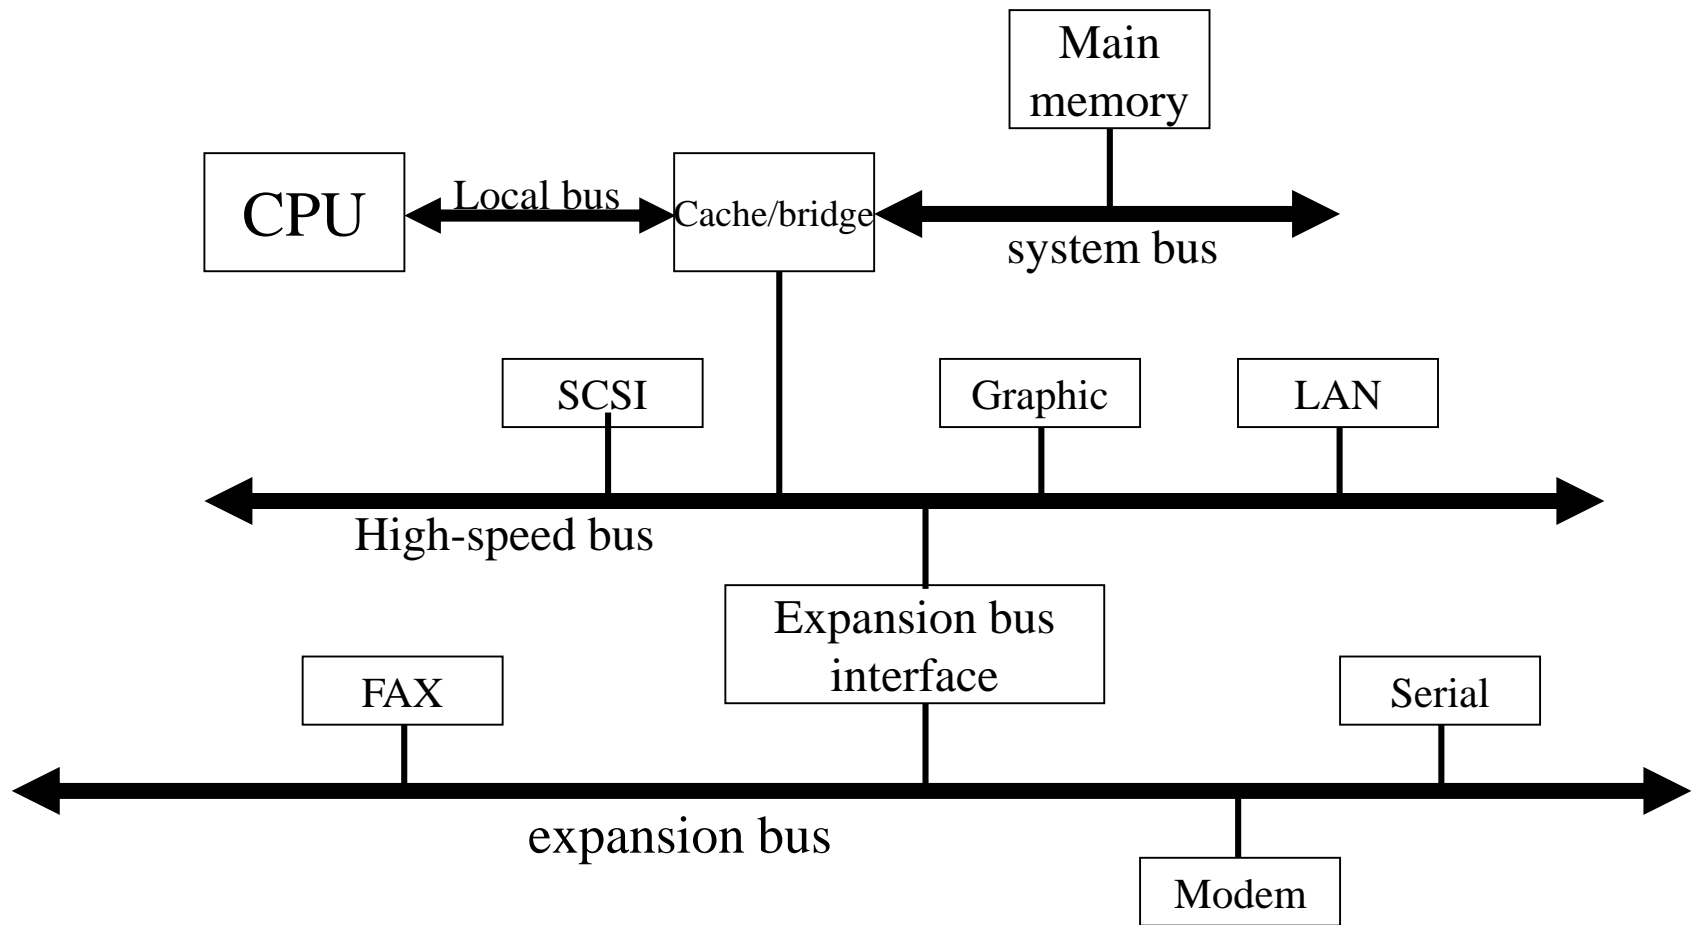 Main
memory
CPU
Local bus
Cache/bridge
system bus
SCSI
Graphic
LAN
High-speed bus
Expansion bus
interface
FAX
Serial
expansion bus
Modem